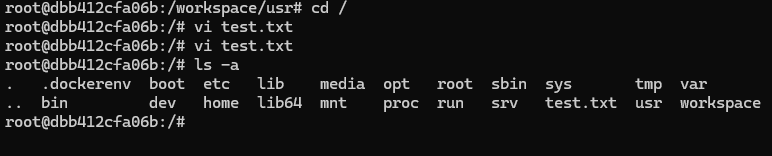 root@dbb412cfa06b:/workspace/usr# cd /
root@dbb412cfa06b:/# vi test.txt
root@dbb412cfa06b:/# vi test.txt
root@dbb412cfa06b:/# ls -a
.   .dockerenv  boot  etc   lib    media  opt   root  sbin  sys       tmp  var
..  bin         dev   home  lib64  mnt    proc  run   srv   test.txt  usr  workspace
root@dbb412cfa06b:/#